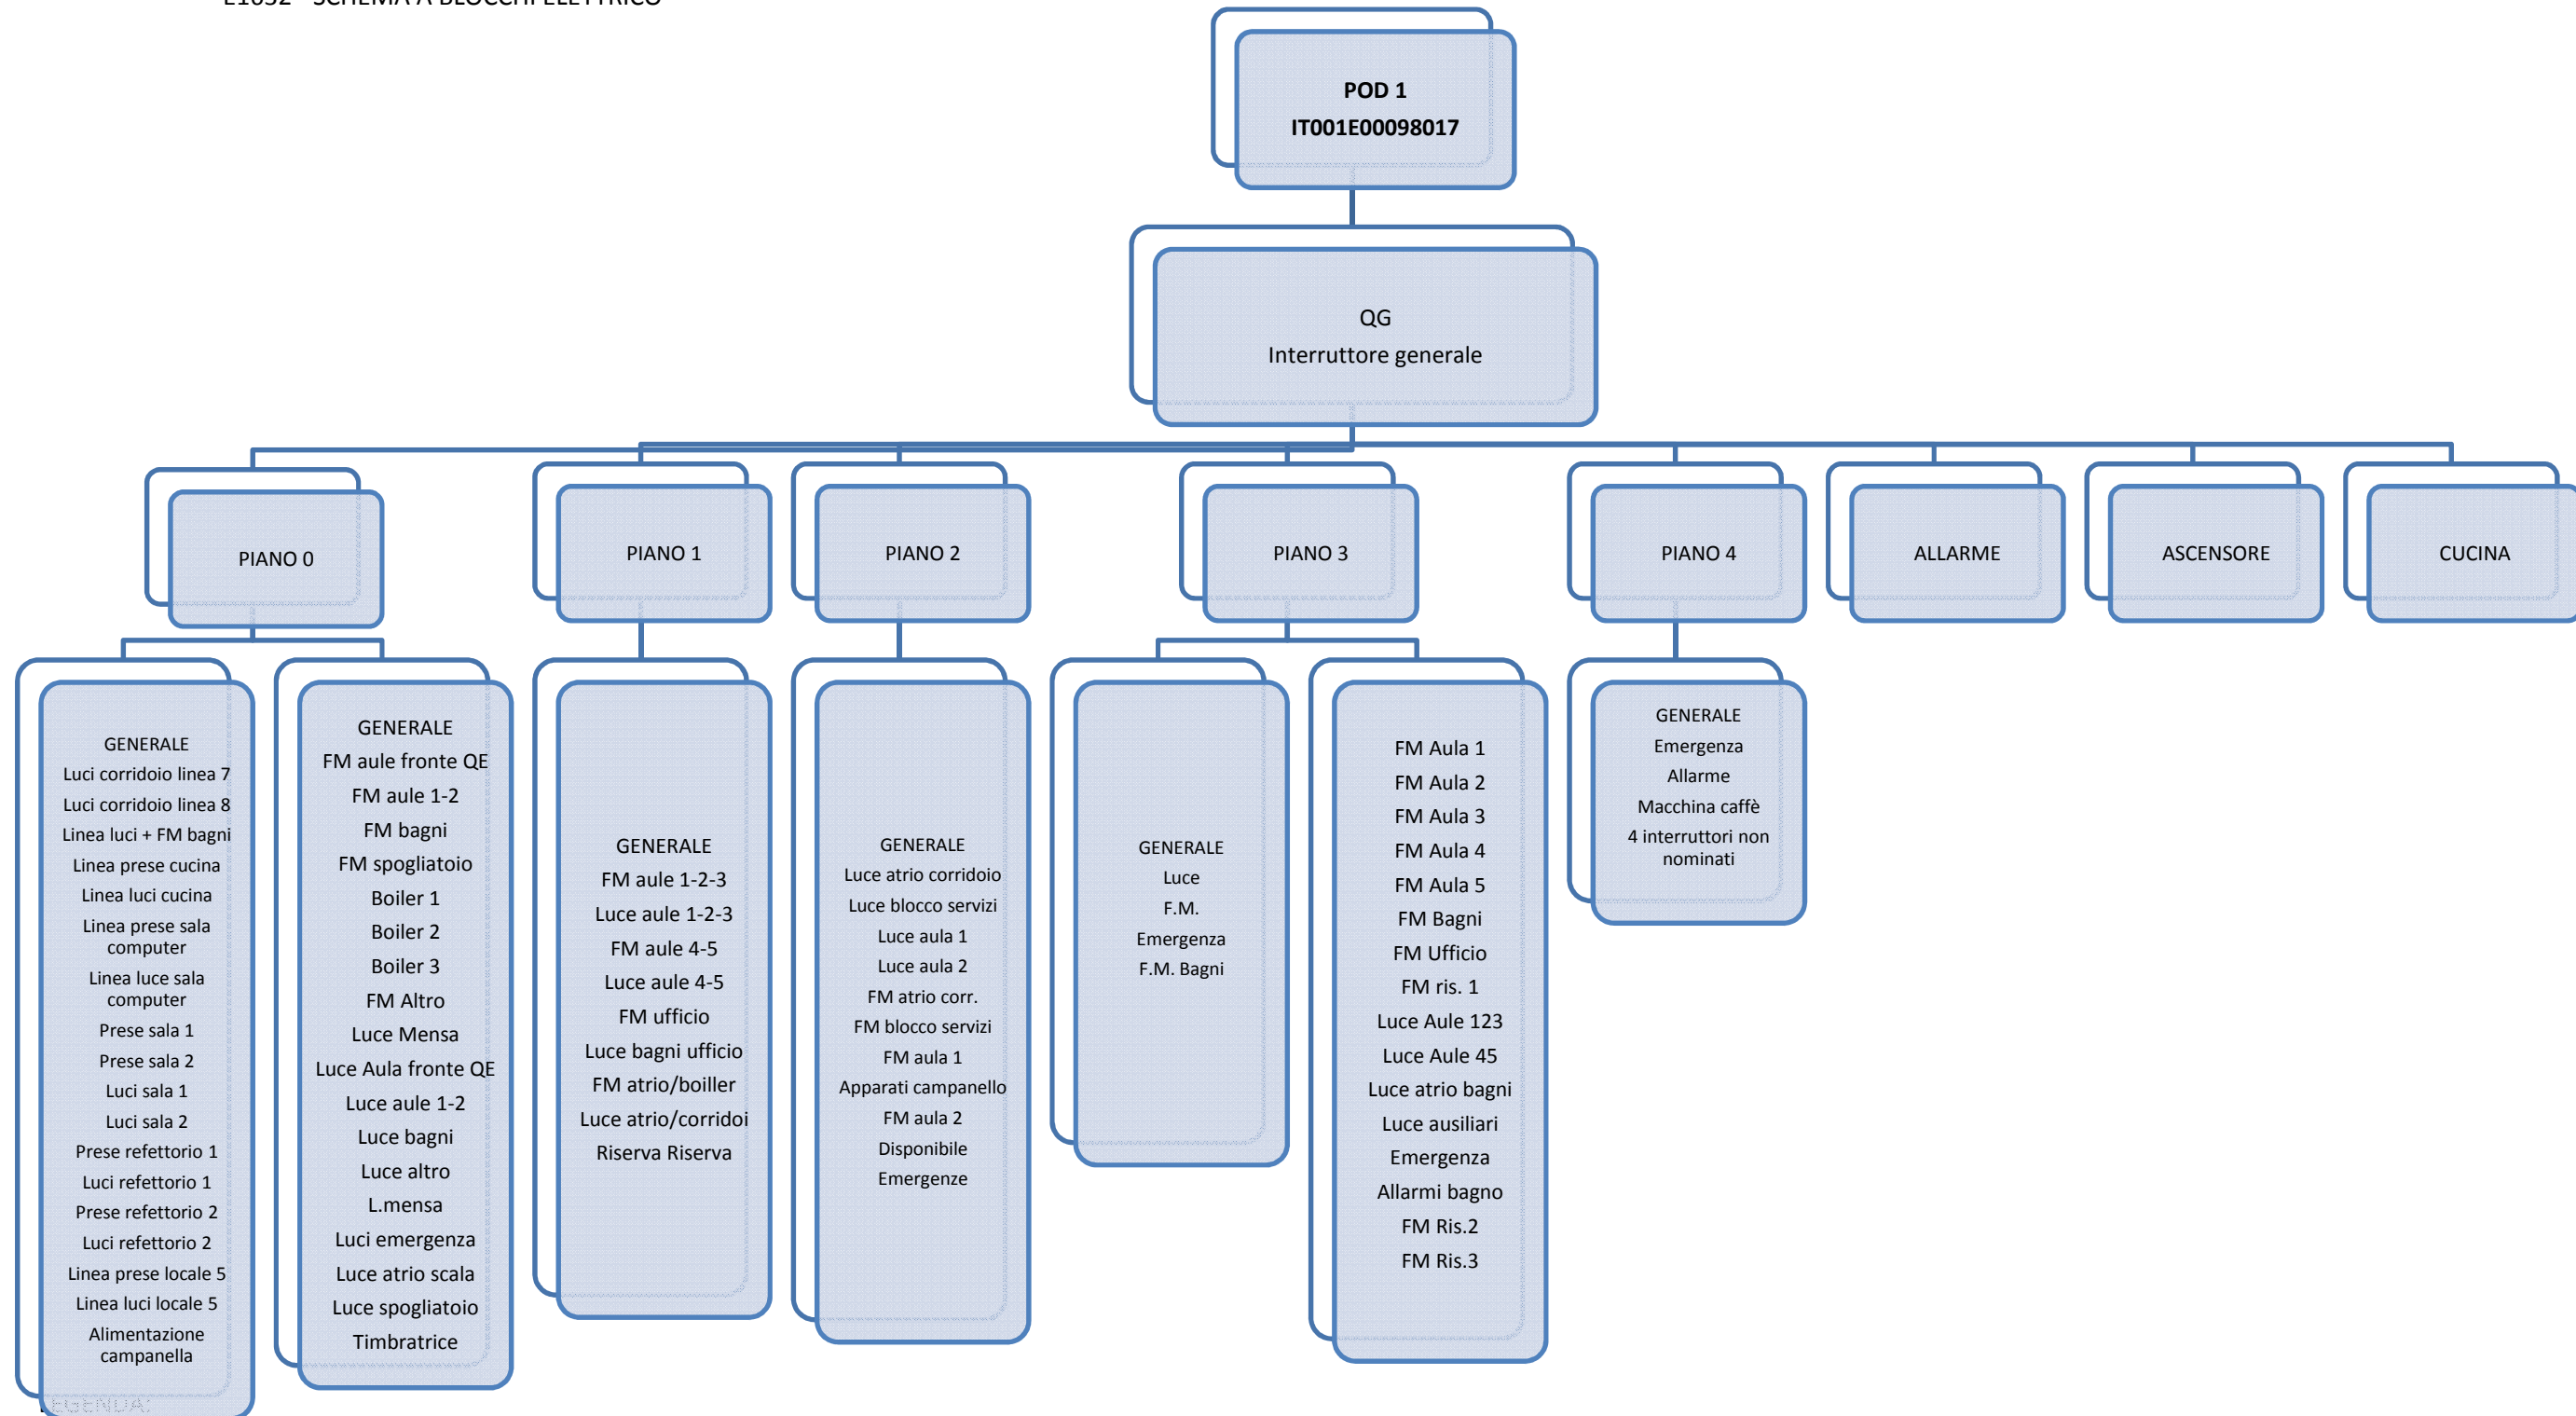 E1052 - SCHEMA A BLOCCHI ELETTRICO
POD 1
IT001E00098017
QG
Interruttore generale
PIANO 0
PIANO 1
PIANO 2
PIANO 3
PIANO 4
ALLARME
ASCENSORE
CUCINA
GENERALE
Luci corridoio linea 7
Luci corridoio linea 8
Linea luci + FM bagni
Linea prese cucina
Linea luci cucina
Linea prese sala
computer
Linea luce sala
computer
Prese sala 1
Prese sala 2
Luci sala 1
Luci sala 2
Prese refettorio 1
Luci refettorio 1
Prese refettorio 2
Luci refettorio 2
Linea prese locale 5
Linea luci locale 5
Alimentazione
campanella
GENERALE
FM aule fronte QE
FM aule 1-2
FM bagni
FM spogliatoio
Boiler 1
Boiler 2
Boiler 3
FM Altro
Luce Mensa
Luce Aula fronte QE
Luce aule 1-2
Luce bagni
Luce altro
L.mensa
Luci emergenza
Luce atrio scala
Luce spogliatoio
Timbratrice
GENERALE
FM aule 1-2-3
Luce aule 1-2-3
FM aule 4-5
Luce aule 4-5
FM ufficio
Luce bagni ufficio
FM atrio/boiller
Luce atrio/corridoi
Riserva Riserva
GENERALE
Luce atrio corridoio
Luce blocco servizi
Luce aula 1
Luce aula 2
FM atrio corr.
FM blocco servizi
FM aula 1
Apparati campanello
FM aula 2
Disponibile
Emergenze
GENERALE
Luce
F.M.
Emergenza
F.M. Bagni
FM Aula 1
FM Aula 2
FM Aula 3
FM Aula 4
FM Aula 5
FM Bagni
FM Ufficio
FM ris. 1
Luce Aule 123
Luce Aule 45
Luce atrio bagni
Luce ausiliari
Emergenza
Allarmi bagno
FM Ris.2
FM Ris.3
GENERALE
Emergenza
Allarme
Macchina caffè
4 interruttori non
nominati
LEGENDA: